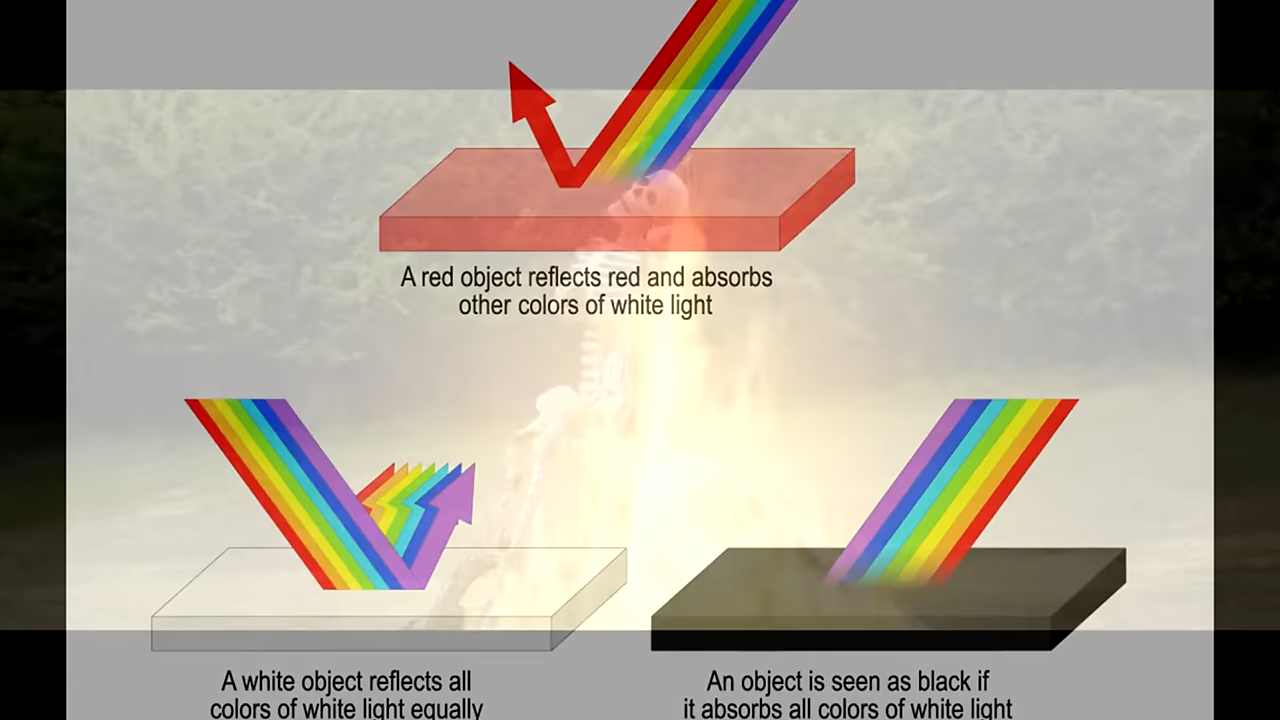 A red object reflects red and absorbs
other colors of white light
A white object reflects all
colors of white light equally
An object is seen as black if
it absorbs all colors of white light